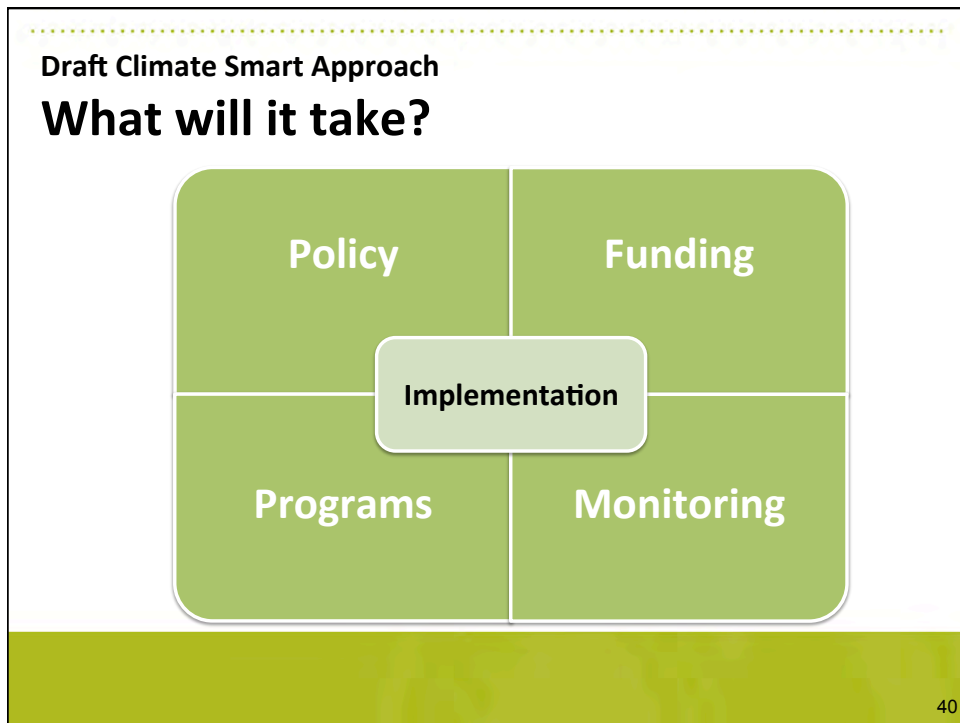 Draft Climate Smart Approach
What will it take?
Policy
Funding
Implementation
Programs
Monitoring
40